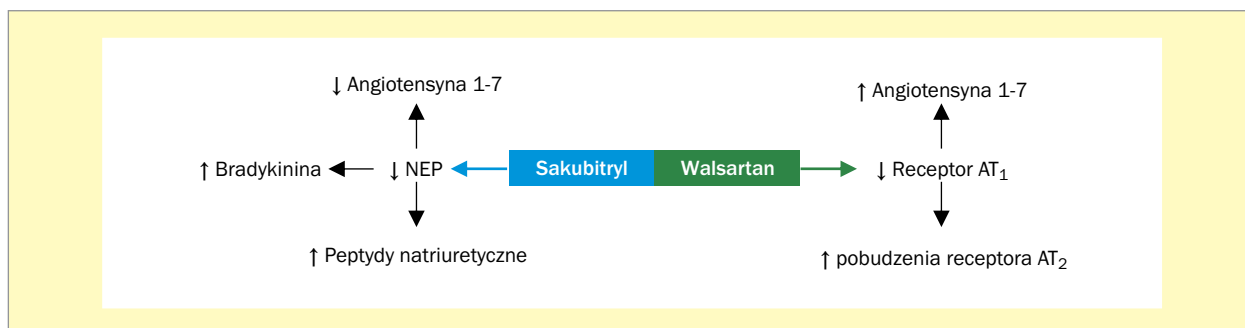 ↓ Angiotensyna 1-7
↑ Angiotensyna 1-7
↑ Bradykinina
↓ NEP
Sakubitryl
Walsartan
↓ Receptor AT₁
↑ Peptydy natriuretyczne
↑ pobudzenia receptora AT₂